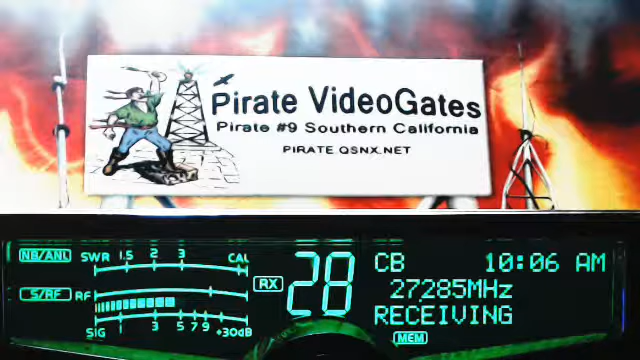 Pirate VideoGates
Pirate #9 Southern California
PIRATE.QSNX.NET
NB/ANL SWR 1.5 2 3 CAL
S/RF RF
SIG 3 5 7 9 +30dB
RX 28
CB 10:06 AM
27285MHz
RECEIVING
MEM